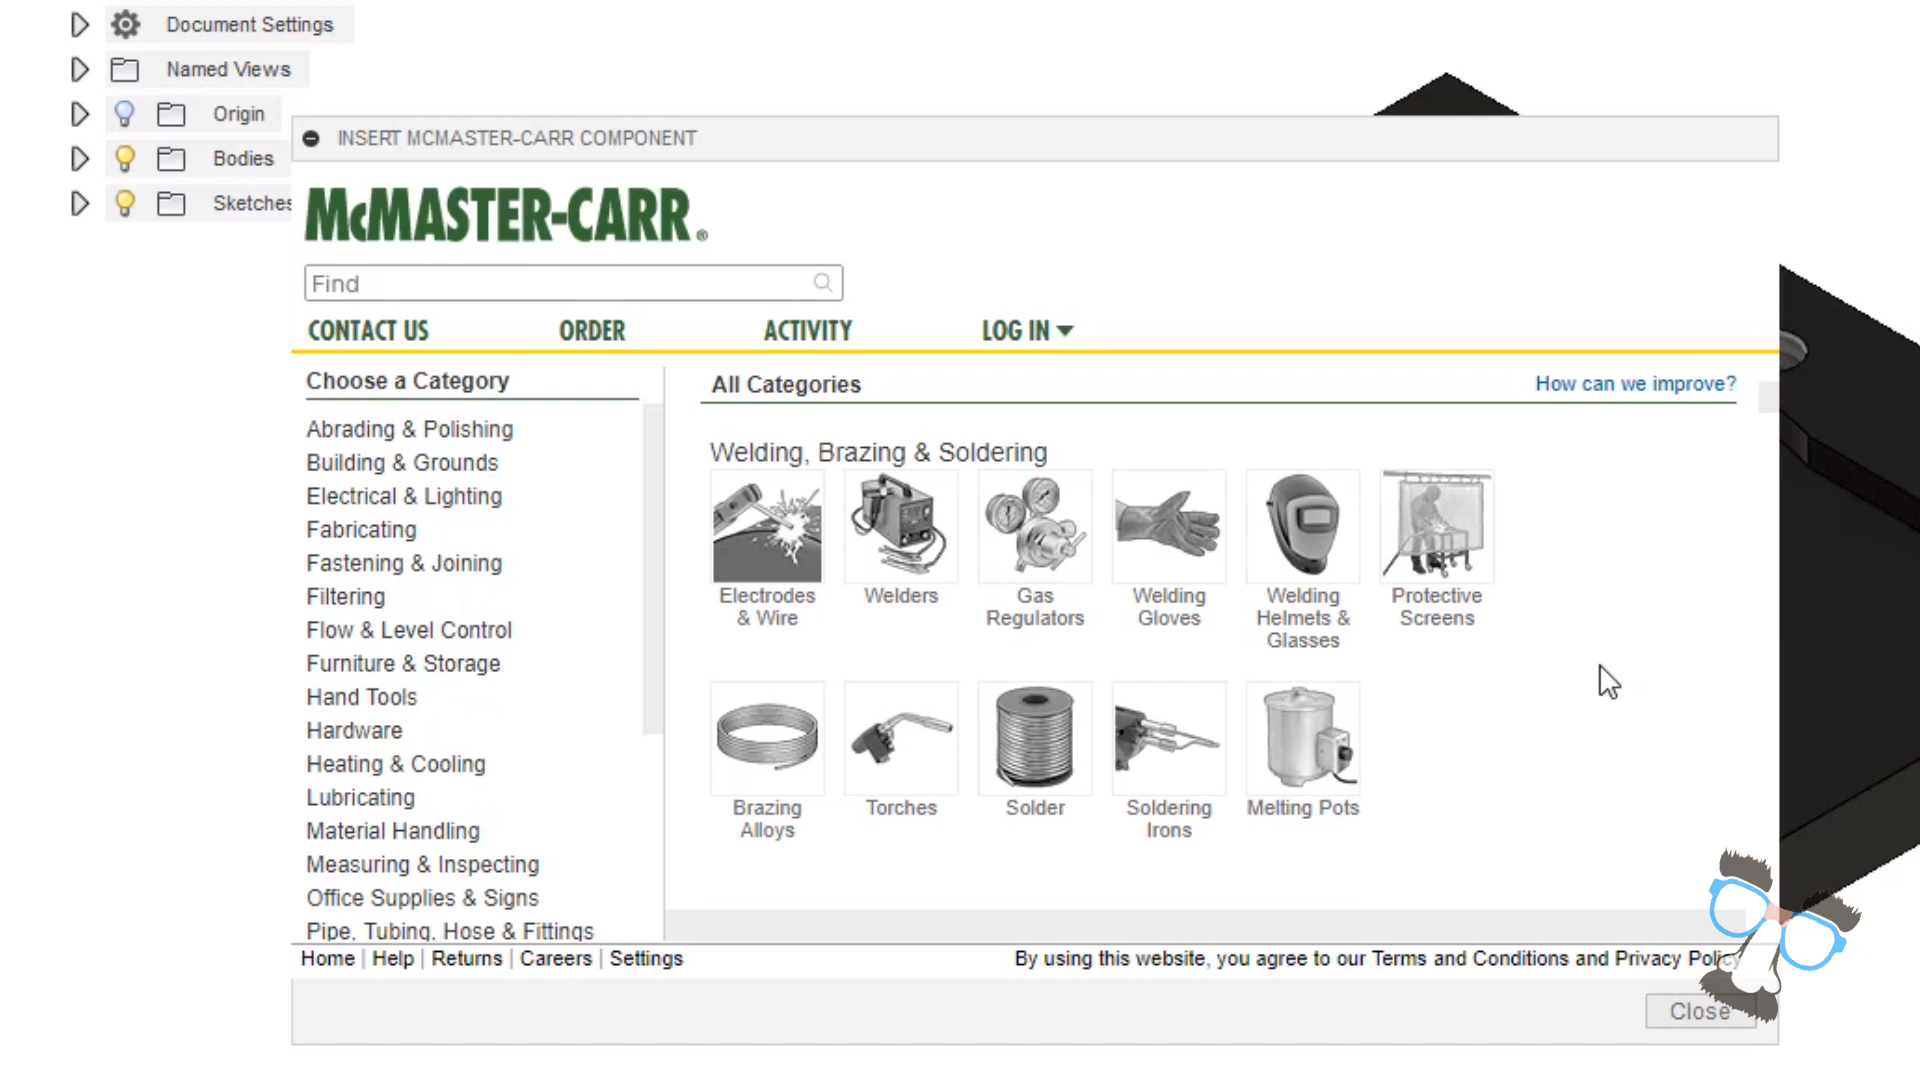 Document Settings
Named Views
Origin
Bodies
Sketches
INSERT MCMASTER-CARR COMPONENT
McMASTER-CARR®
Find
CONTACT US ORDER ACTIVITY LOG IN
Choose a Category
Abrading & Polishing
Building & Grounds
Electrical & Lighting
Fabricating
Fastening & Joining
Filtering
Flow & Level Control
Furniture & Storage
Hand Tools
Hardware
Heating & Cooling
Lubricating
Material Handling
Measuring & Inspecting
Office Supplies & Signs
Pipe, Tubing, Hose & Fittings
All Categories
How can we improve?
Welding, Brazing & Soldering
Electrodes
& Wire
Welders
Gas
Regulators
Welding
Gloves
Welding
Helmets &
Glasses
Protective
Screens
Brazing
Alloys
Torches
Solder
Soldering
Irons
Melting Pots
Home | Help | Returns | Careers | Settings
By using this website, you agree to our Terms and Conditions and Privacy Policy
Close